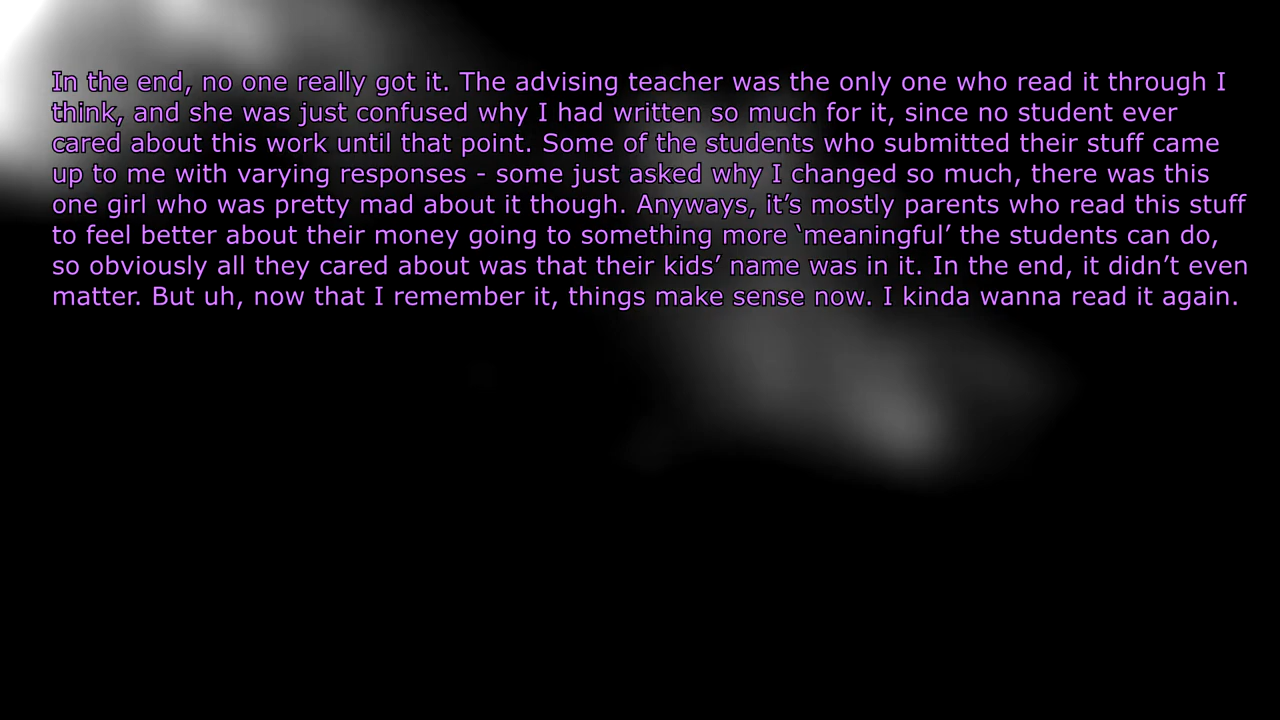 In the end, no one really got it. The advising teacher was the only one who read it through I
think, and she was just confused why I had written so much for it, since no student ever
cared about this work until that point. Some of the students who submitted their stuff came
up to me with varying responses - some just asked why I changed so much, there was this
one girl who was pretty mad about it though. Anyways, it’s mostly parents who read this stuff
to feel better about their money going to something more ‘meaningful’ the students can do,
so obviously all they cared about was that their kids’ name was in it. In the end, it didn’t even
matter. But uh, now that I remember it, things make sense now. I kinda wanna read it again.